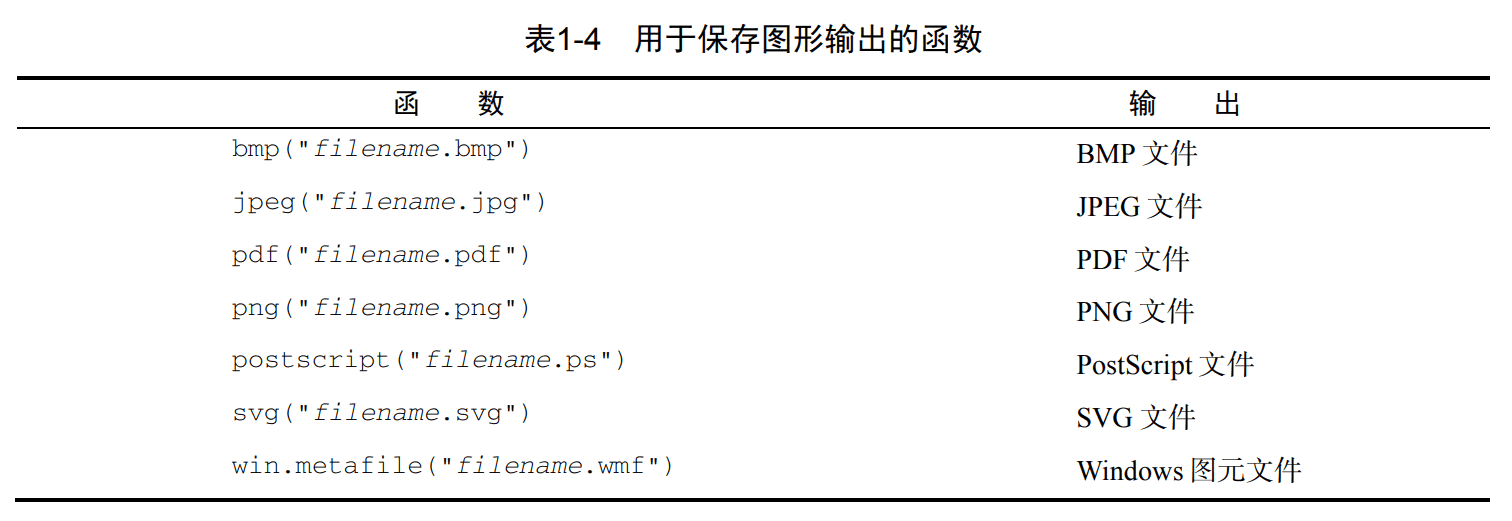 表1-4 用于保存图形输出的函数
函 数 输 出
bmp("filename.bmp") BMP 文件
jpeg("filename.jpg") JPEG 文件
pdf("filename.pdf") PDF 文件
png("filename.png") PNG 文件
postscript("filename.ps") PostScript 文件
svg("filename.svg") SVG 文件
win.metafile("filename.wmf") Windows 图元文件